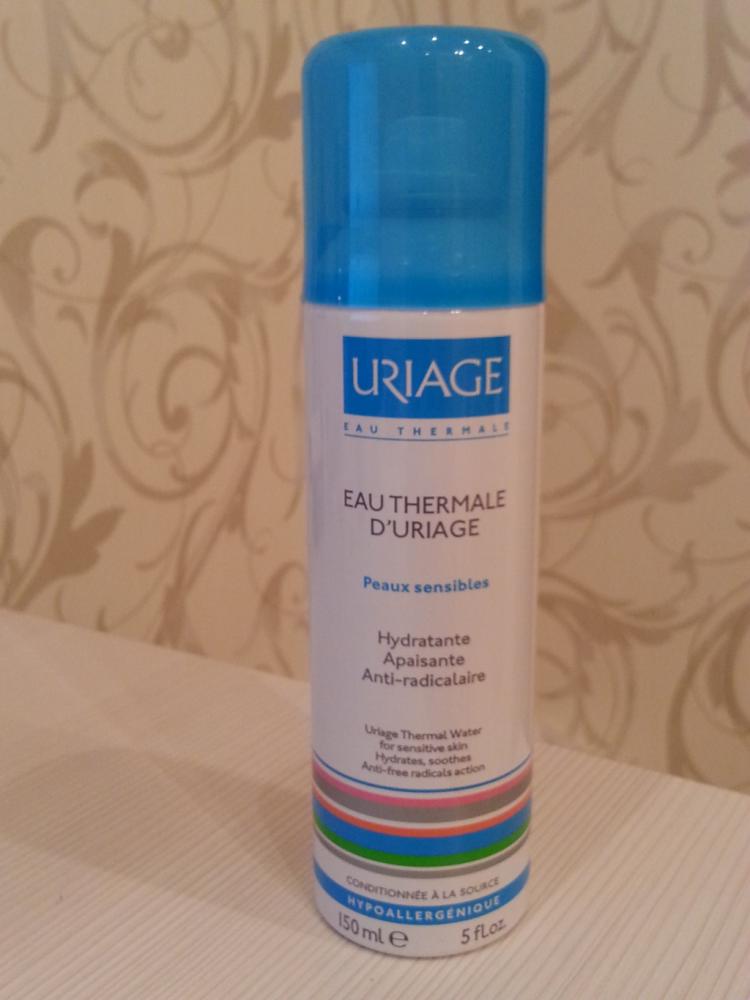 URIAGE
EAU THERMALE
EAU THERMALE
D'URIAGE
Peaux sensibles
Hydratante
Apaisante
Anti-radicalaire
Uriage Thermal Water
for sensitive skin
Hydrates, soothes
Anti-free radicals action
CONDITIONNÉE À LA SOURCE
HYPOALLERGÉNIQUE
150 ml ℮ 5 fl.oz.